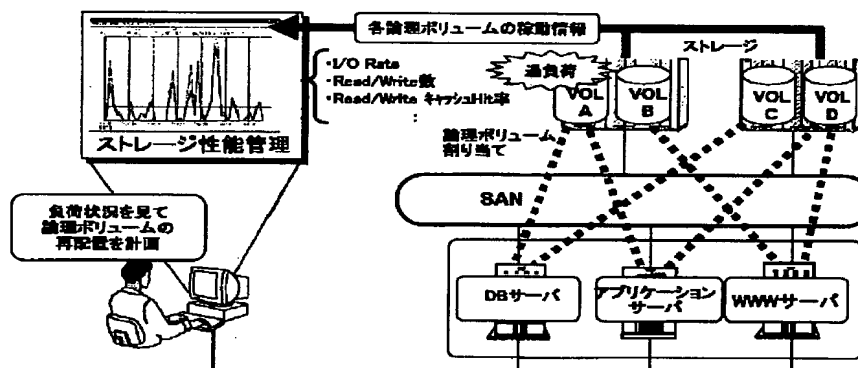 各論理ボリュームの稼動情報
ストレージ
・I/O Rate
・Read/Write数
・Read/Write キャッシュHit率
:
過負荷
VOL
A
VOL
B
VOL
C
VOL
D
ストレージ性能管理
論理ボリューム
割り当て
SAN
負荷状況を見て
論理ボリュームの
再配置を計画
DBサーバ
アプリケーション
サーバ
WWWサーバ